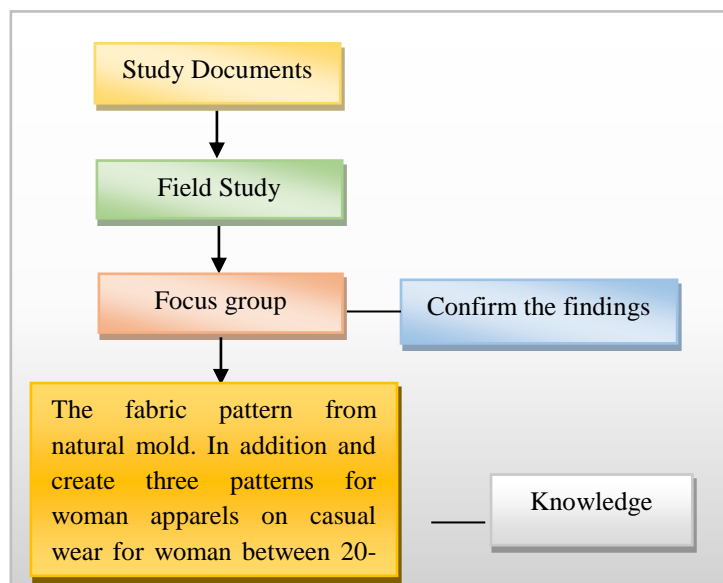 Study Documents
Field Study
Focus group
Confirm the findings
The fabric pattern from
natural mold. In addition and
create three patterns for
woman apparels on casual
wear for woman between 20-
Knowledge